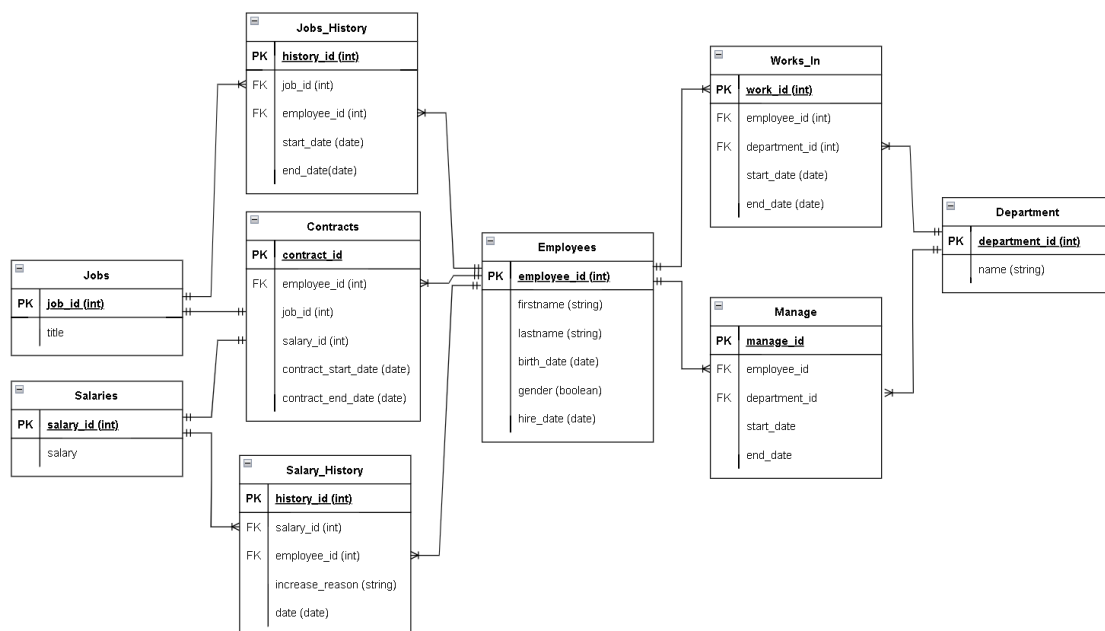 Jobs_History
PK history_id (int)
FK job_id (int)
FK employee_id (int)
start_date (date)
end_date(date)
Contracts
PK contract_id
FK employee_id (int)
job_id (int)
salary_id (int)
contract_start_date (date)
contract_end_date (date)
Jobs
PK job_id (int)
title
Salaries
PK salary_id (int)
salary
Salary_History
PK history_id (int)
FK salary_id (int)
FK employee_id (int)
increase_reason (string)
date (date)
Employees
PK employee_id (int)
firstname (string)
lastname (string)
birth_date (date)
gender (boolean)
hire_date (date)
Works_In
PK work_id (int)
FK employee_id (int)
FK department_id (int)
start_date (date)
end_date (date)
Manage
PK manage_id
FK employee_id
FK department_id
start_date
end_date
Department
PK department_id (int)
name (string)